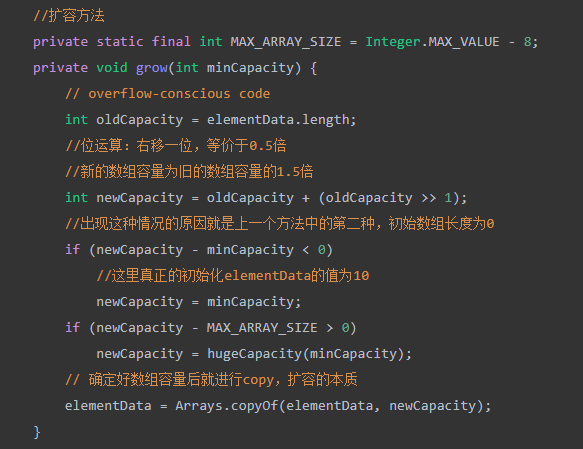 //扩容方法
private static final int MAX_ARRAY_SIZE = Integer.MAX_VALUE - 8;
private void grow(int minCapacity) {
// overflow-conscious code
int oldCapacity = elementData.length;
//位运算：右移一位，等价于0.5倍
//新的数组容量为旧的数组容量的1.5倍
int newCapacity = oldCapacity + (oldCapacity >> 1);
//出现这种情况的原因就是上一个方法中的第二种，初始数组长度为0
if (newCapacity - minCapacity < 0)
//这里真正的初始化elementData的值为10
newCapacity = minCapacity;
if (newCapacity - MAX_ARRAY_SIZE > 0)
newCapacity = hugeCapacity(minCapacity);
// 确定好数组容量后就进行copy，扩容的本质
elementData = Arrays.copyOf(elementData, newCapacity);
}